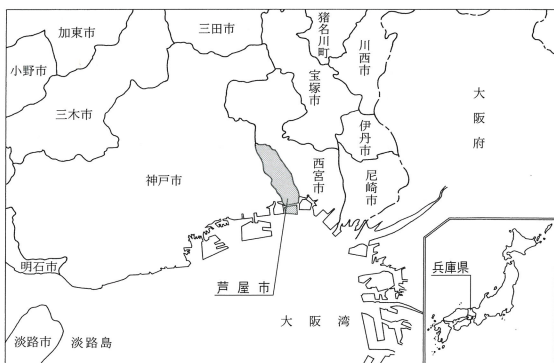 加東市
三田市
猪名川町
川西市
小野市
宝塚市
大阪府
三木市
伊丹市
神戸市
西宮市
尼崎市
明石市
芦屋市
兵庫県
大阪湾
淡路市
淡路島